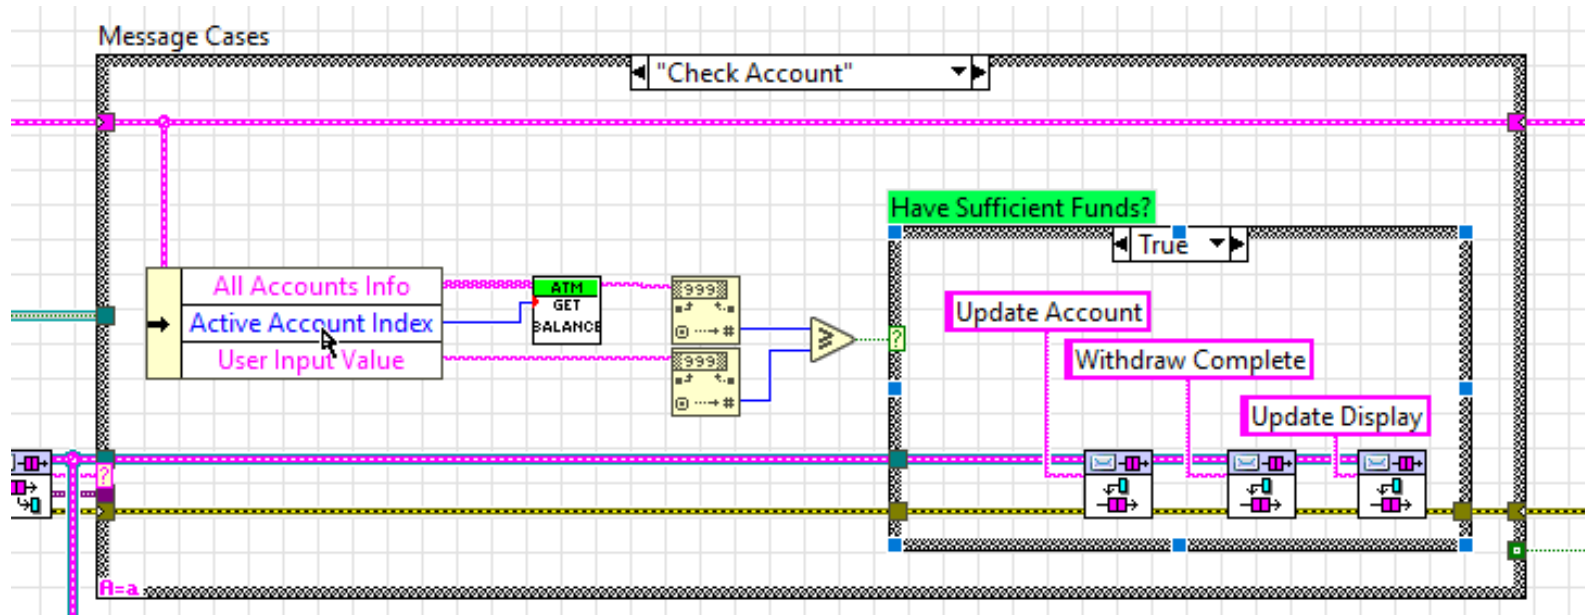 Message Cases
"Check Account"
Have Sufficient Funds?
True
All Accounts Info
Active Account Index
User Input Value
ATM
GET
BALANCE
999
999
?
Update Account
Withdraw Complete
Update Display
?
A=a